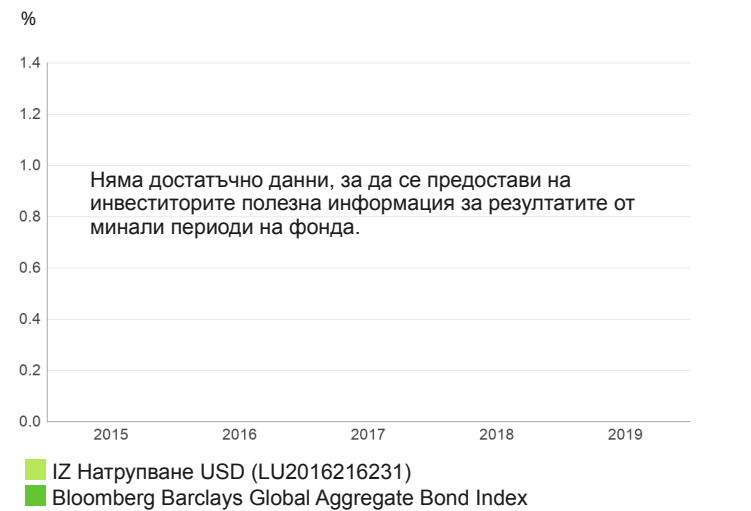 %
1.4
1.2
1.0
Няма достатъчно данни, за да се предостави на
инвеститорите полезна информация за резултатите от
минали периоди на фонда.
0.8
0.6
0.4
0.2
0.0
2015 2016 2017 2018 2019
IZ Натрупване USD (LU2016216231)
Bloomberg Barclays Global Aggregate Bond Index